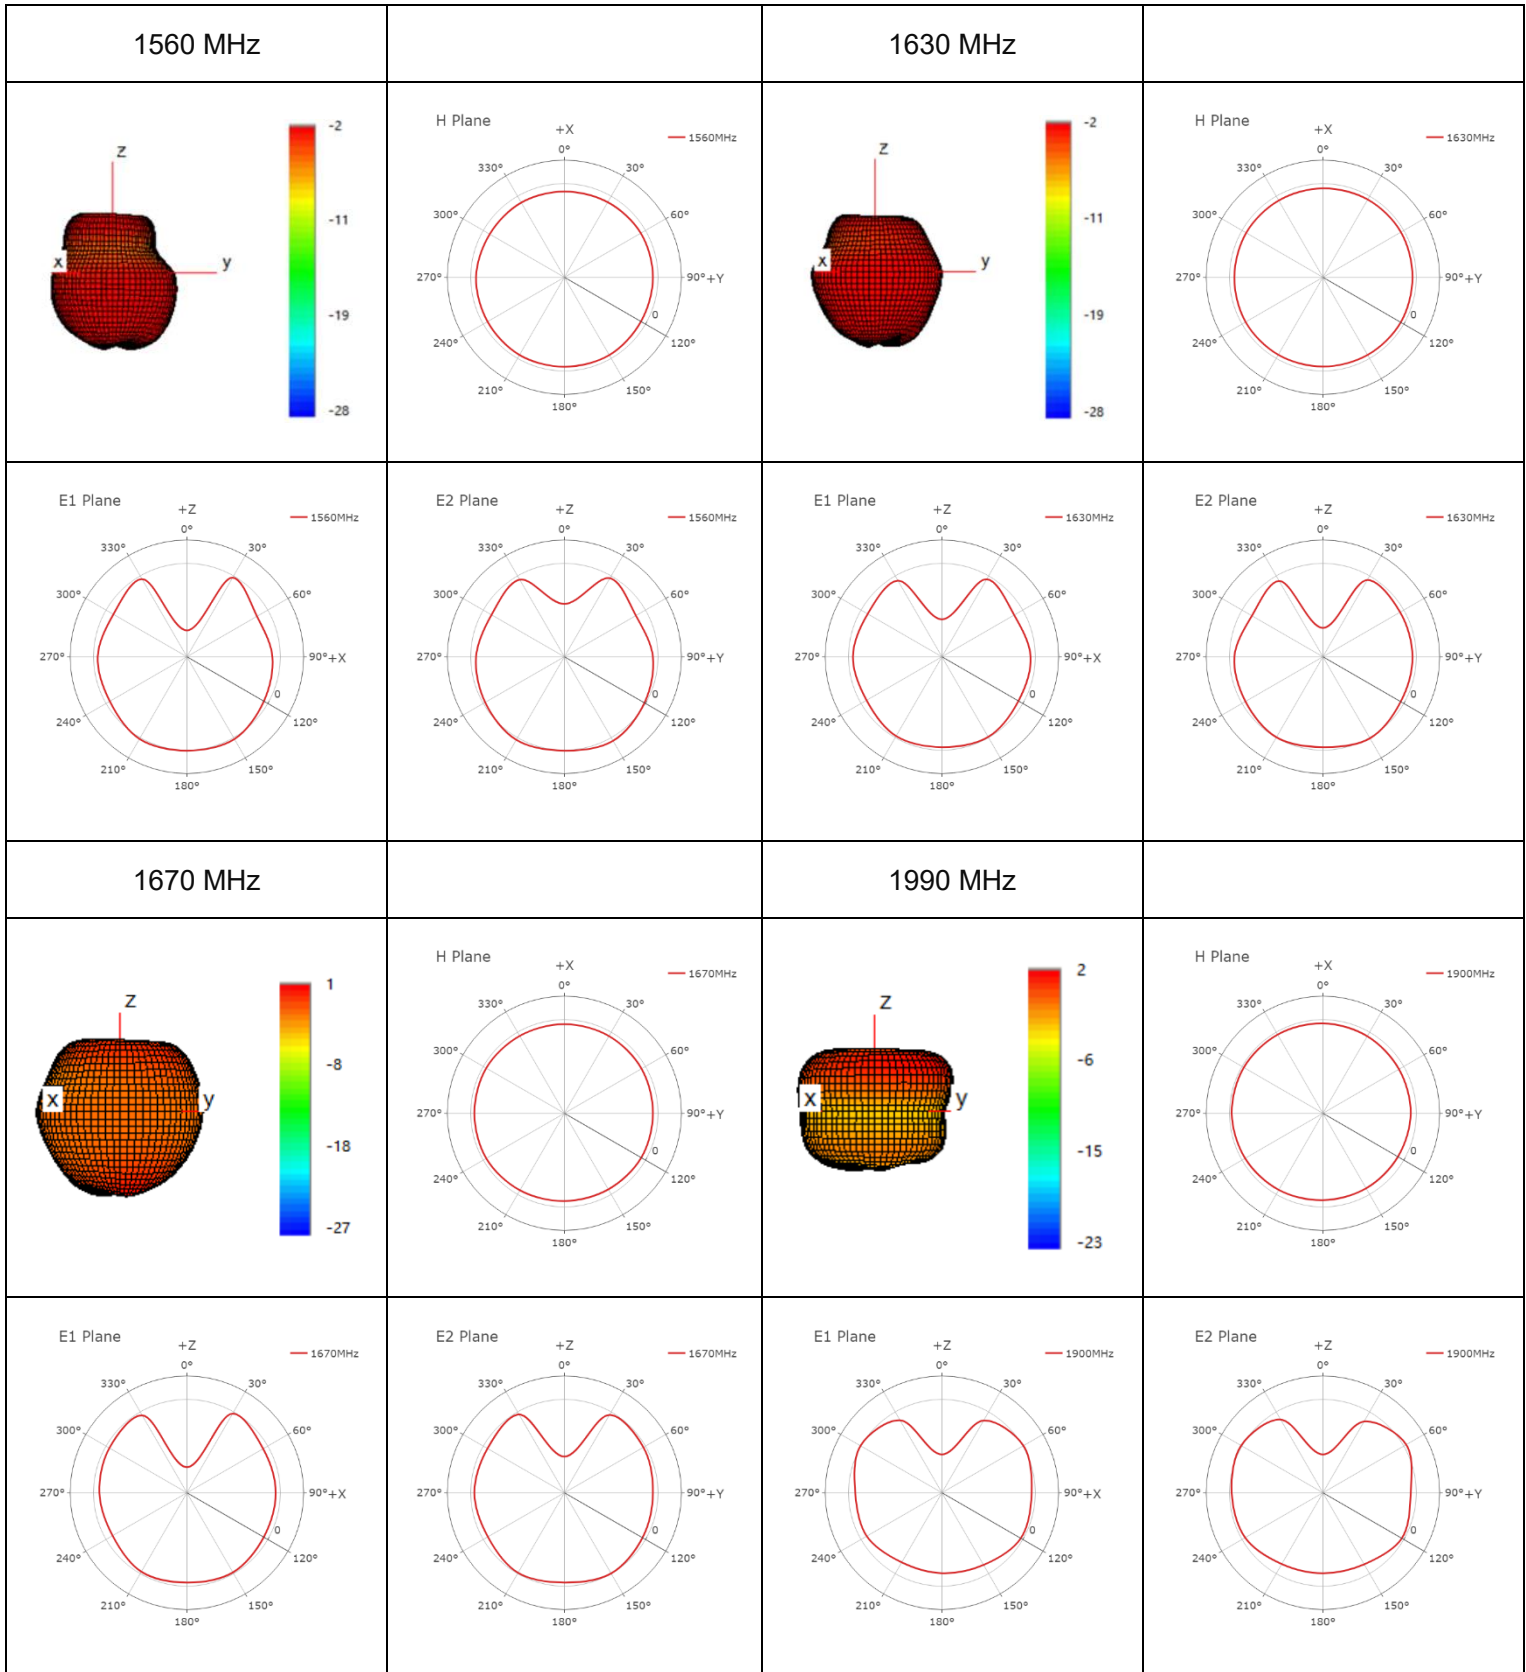 1560 MHz
1630 MHz
z
x
y
-2
-11
-19
-28
H Plane
+X
1560MHz
0°
30°
60°
90°+Y
0
120°
150°
180°
210°
240°
270°
300°
330°
z
x
y
-2
-11
-19
-28
H Plane
+X
1630MHz
0°
30°
60°
90°+Y
0
120°
150°
180°
210°
240°
270°
300°
330°
E1 Plane
+Z
1560MHz
0°
30°
60°
90°+X
0
120°
150°
180°
210°
240°
270°
300°
330°
E2 Plane
+Z
1560MHz
0°
30°
60°
90°+Y
0
120°
150°
180°
210°
240°
270°
300°
330°
E1 Plane
+Z
1630MHz
0°
30°
60°
90°+X
0
120°
150°
180°
210°
240°
270°
300°
330°
E2 Plane
+Z
1630MHz
0°
30°
60°
90°+Y
0
120°
150°
180°
210°
240°
270°
300°
330°
1670 MHz
1990 MHz
z
x
y
1
-8
-18
-27
H Plane
+X
1670MHz
0°
30°
60°
90°+Y
0
120°
150°
180°
210°
240°
270°
300°
330°
z
x
y
2
-6
-15
-23
H Plane
+X
1900MHz
0°
30°
60°
90°+Y
0
120°
150°
180°
210°
240°
270°
300°
330°
E1 Plane
+Z
1670MHz
0°
30°
60°
90°+X
0
120°
150°
180°
210°
240°
270°
300°
330°
E2 Plane
+Z
1670MHz
0°
30°
60°
90°+Y
0
120°
150°
180°
210°
240°
270°
300°
330°
E1 Plane
+Z
1900MHz
0°
30°
60°
90°+X
0
120°
150°
180°
210°
240°
270°
300°
330°
E2 Plane
+Z
1900MHz
0°
30°
60°
90°+Y
0
120°
150°
180°
210°
240°
270°
300°
330°